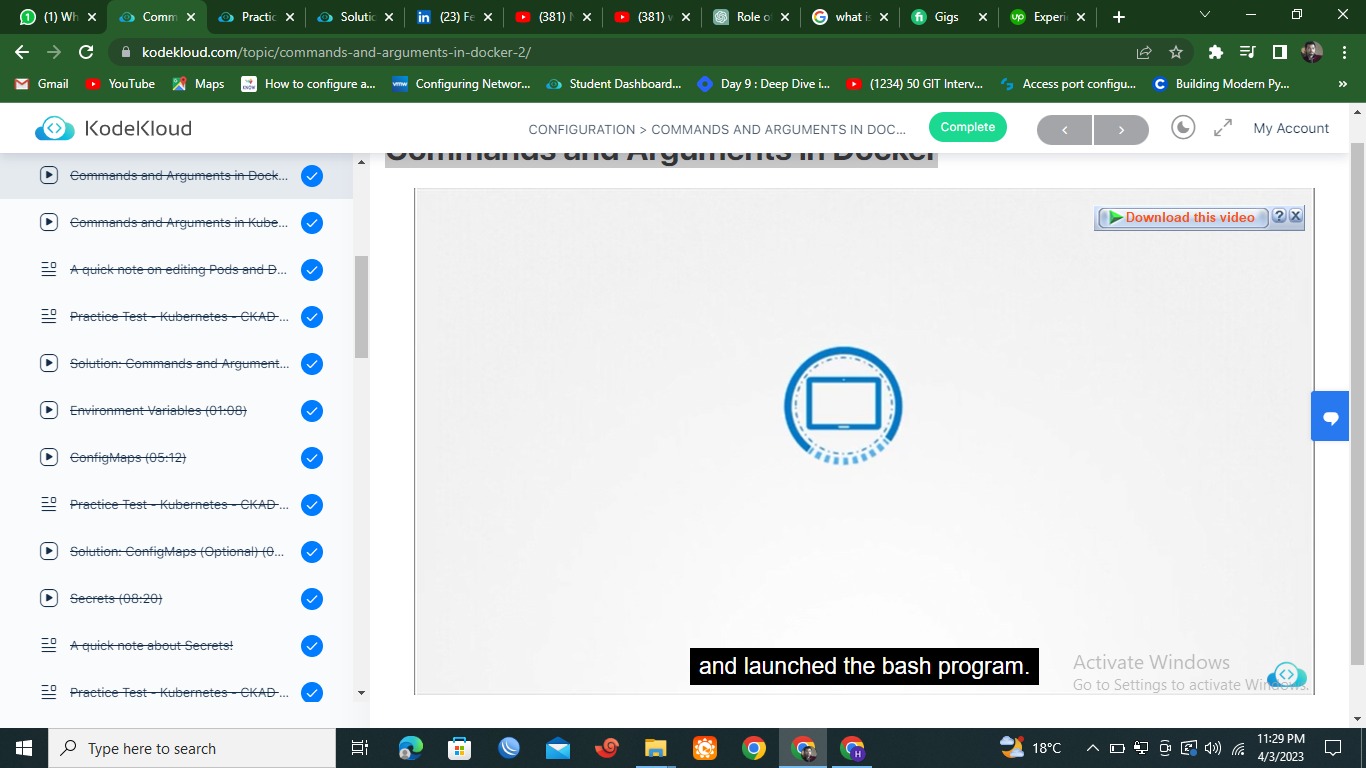 (1) Wh
Comm
Practic
Solutic
(23) Fe
(381) N
(381) w
Role o
what is
Gigs
Experi
kodekloud.com/topic/commands-and-arguments-in-docker-2/
Gmail
YouTube
Maps
How to configure a...
Configuring Networ...
Student Dashboard...
Day 9 : Deep Dive i...
(1234) 50 GIT Interv...
Access port configu...
Building Modern Py...
»
KodeKloud
CONFIGURATION > COMMANDS AND ARGUMENTS IN DOC...
Complete
My Account
Commands and Arguments in Docker
Commands and Arguments in Dock...
Commands and Arguments in Kube...
A quick note on editing Pods and D...
Practice Test - Kubernetes - CKAD ...
Solution: Commands and Argument...
Environment Variables (01:08)
ConfigMaps (05:12)
Practice Test - Kubernetes - CKAD ...
Solution: ConfigMaps (Optional) (0...
Secrets (08:20)
A quick note about Secrets!
Practice Test - Kubernetes - CKAD ...
Download this video
?
X
and launched the bash program.
Activate Windows
Go to Settings to activate Windows.
Type here to search
18°C
11:29 PM
4/3/2023